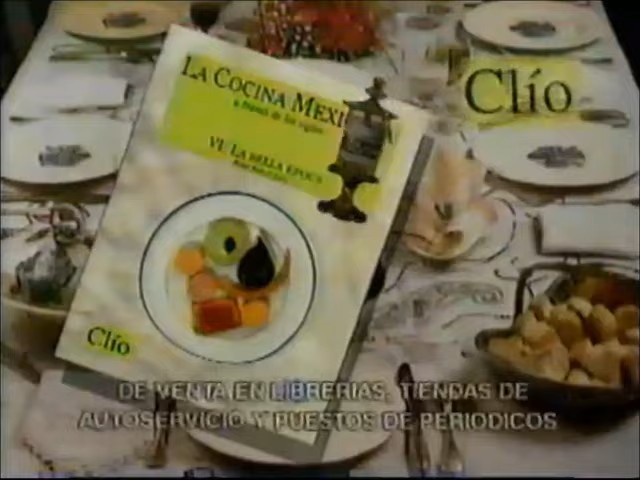 LA COCINA MEXI
a través de los siglos
VI LA BELLA ÉPOCA
Clío
Clío
DE VENTA EN LIBRERIAS, TIENDAS DE
AUTOSERVICIO Y PUESTOS DE PERIODICOS